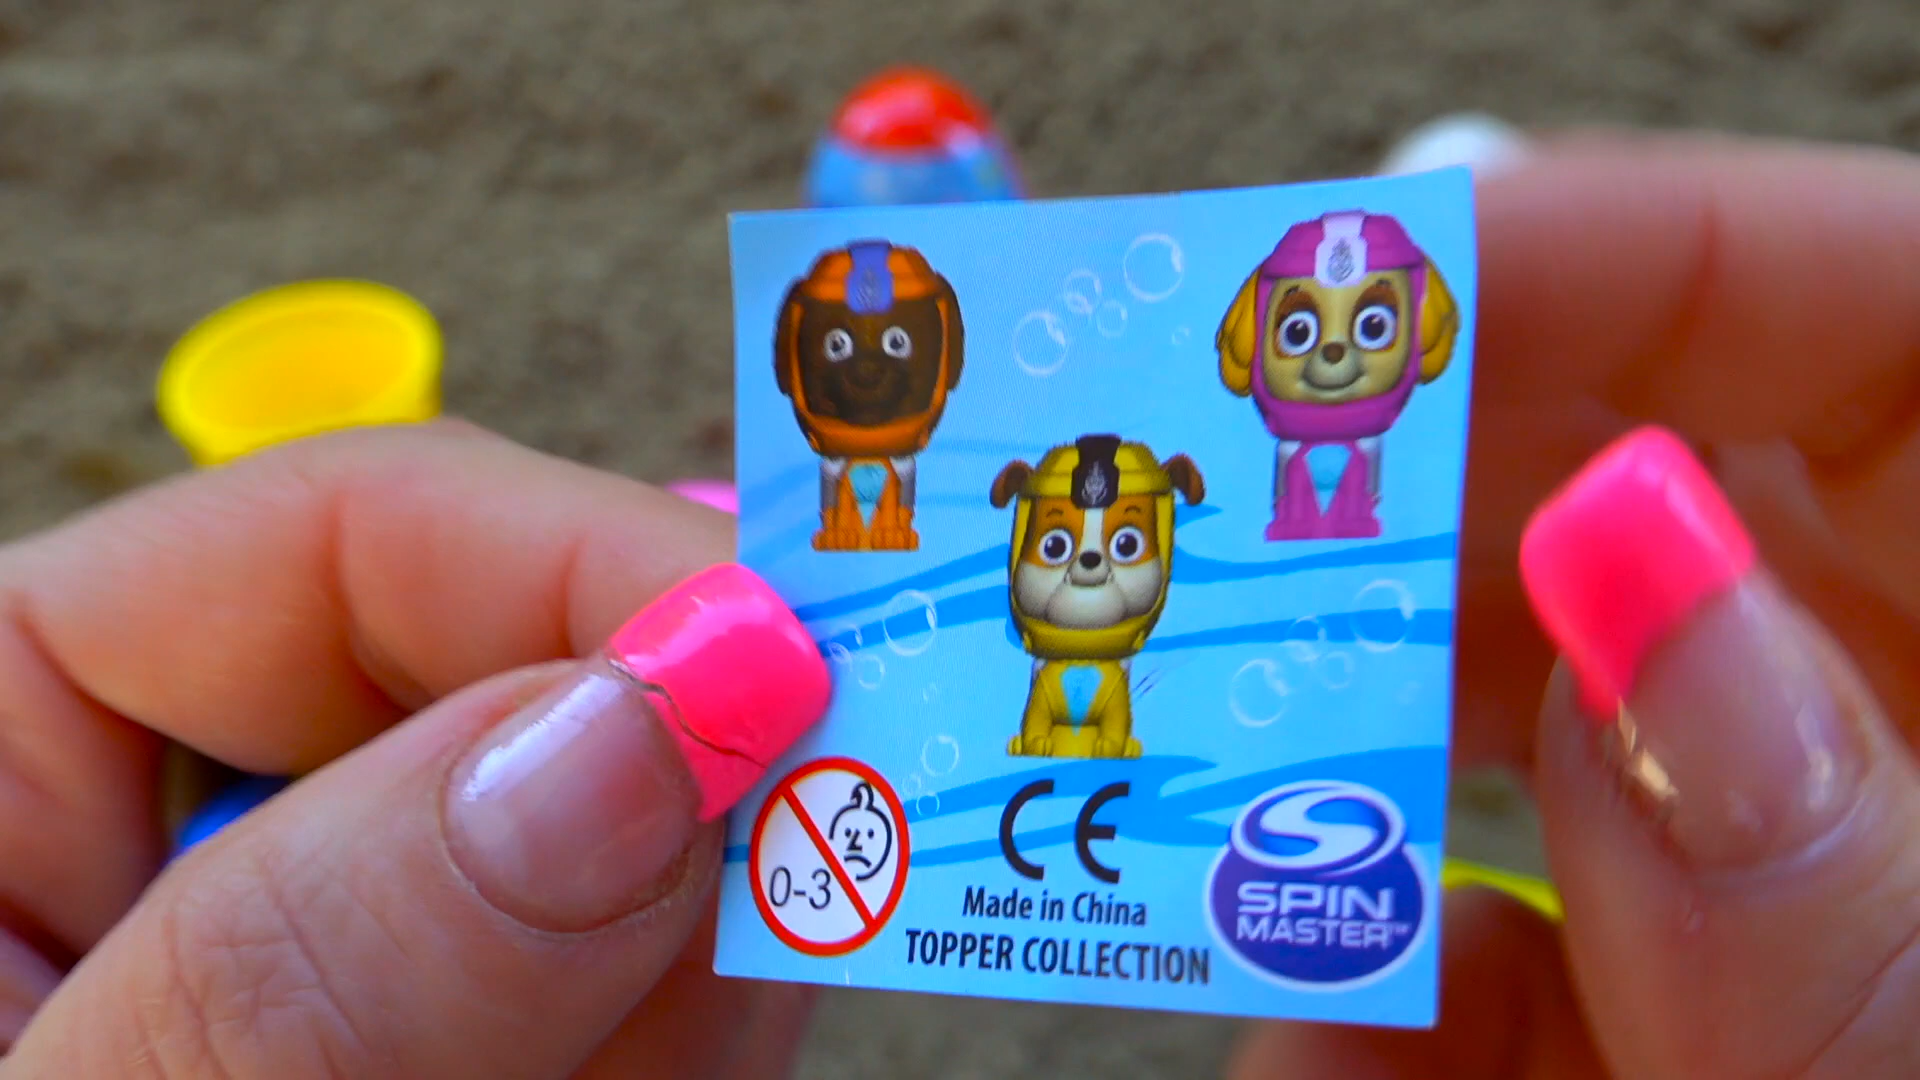 0-3
CE
Made in China
TOPPER COLLECTION
SPIN
MASTER™